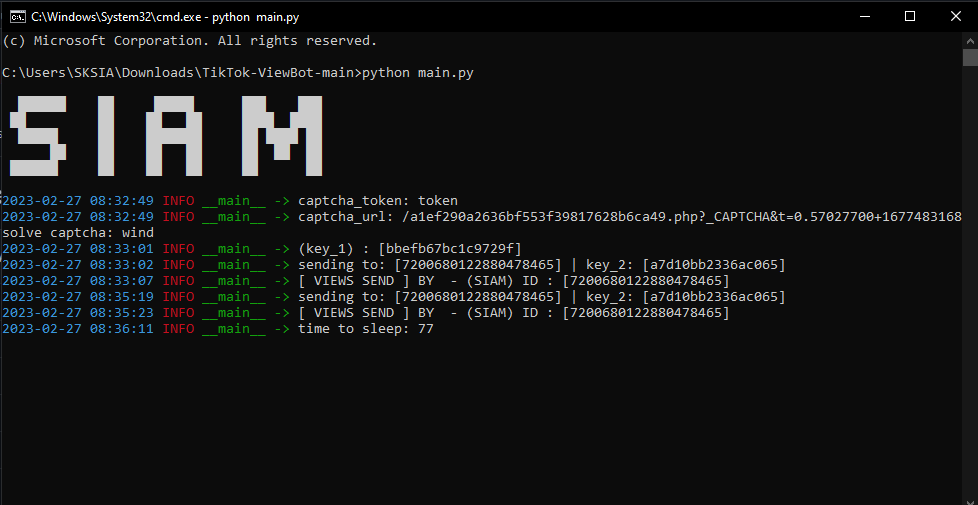 C:\Windows\System32\cmd.exe - python  main.py
(c) Microsoft Corporation. All rights reserved.
C:\Users\SKSIA\Downloads\TikTok-ViewBot-main>python main.py
SIAM
2023-02-27 08:32:49 INFO __main__ -> captcha_token: token
2023-02-27 08:32:49 INFO __main__ -> captcha_url: /a1ef290a2636bf553f39817628b6ca49.php?_CAPTCHA&t=0.57027700+1677483168
solve captcha: wind
2023-02-27 08:33:01 INFO __main__ -> (key_1) : [bbefb67bc1c9729f]
2023-02-27 08:33:02 INFO __main__ -> sending to: [7200680122880478465] | key_2: [a7d10bb2336ac065]
2023-02-27 08:33:07 INFO __main__ -> [ VIEWS SEND ] BY  - (SIAM) ID : [7200680122880478465]
2023-02-27 08:35:19 INFO __main__ -> sending to: [7200680122880478465] | key_2: [a7d10bb2336ac065]
2023-02-27 08:35:23 INFO __main__ -> [ VIEWS SEND ] BY  - (SIAM) ID : [7200680122880478465]
2023-02-27 08:36:11 INFO __main__ -> time to sleep: 77